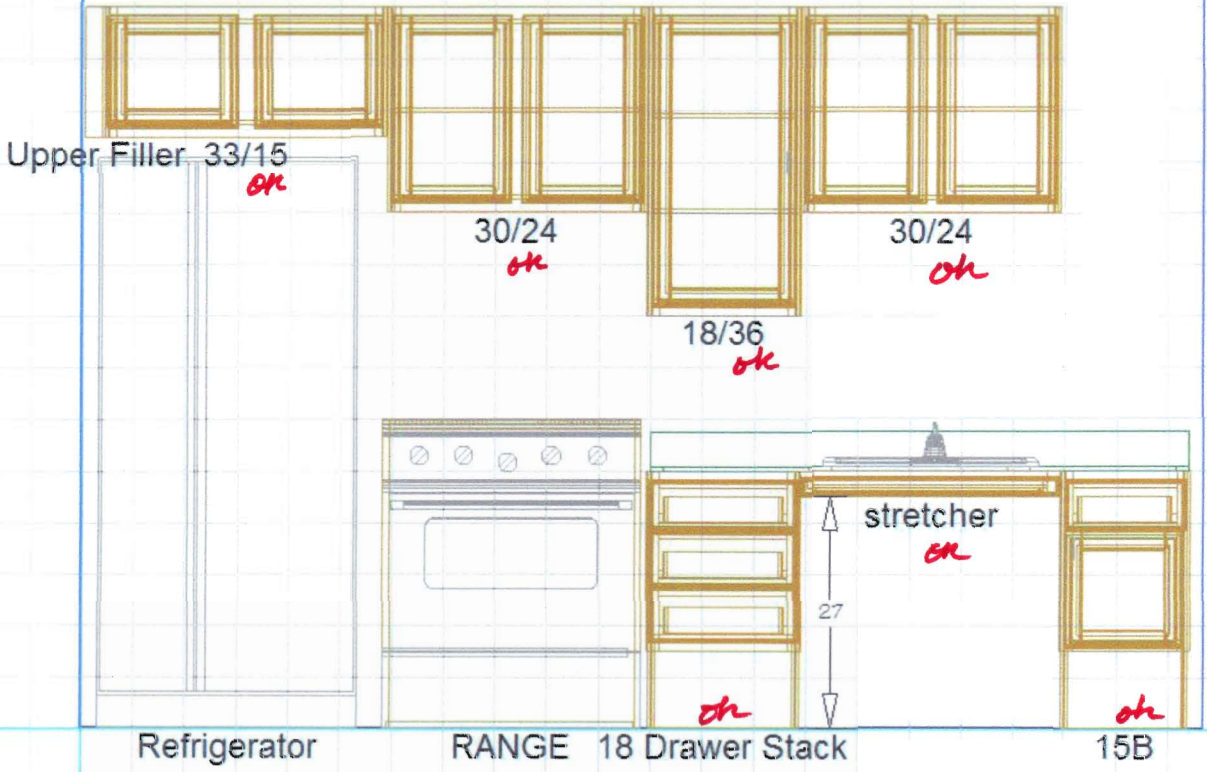 Upper Filler 33/15
ok
30/24
ok
30/24
ok
18/36
ok
stretcher
ok
27
ok
ok
Refrigerator
RANGE
18 Drawer Stack
15B